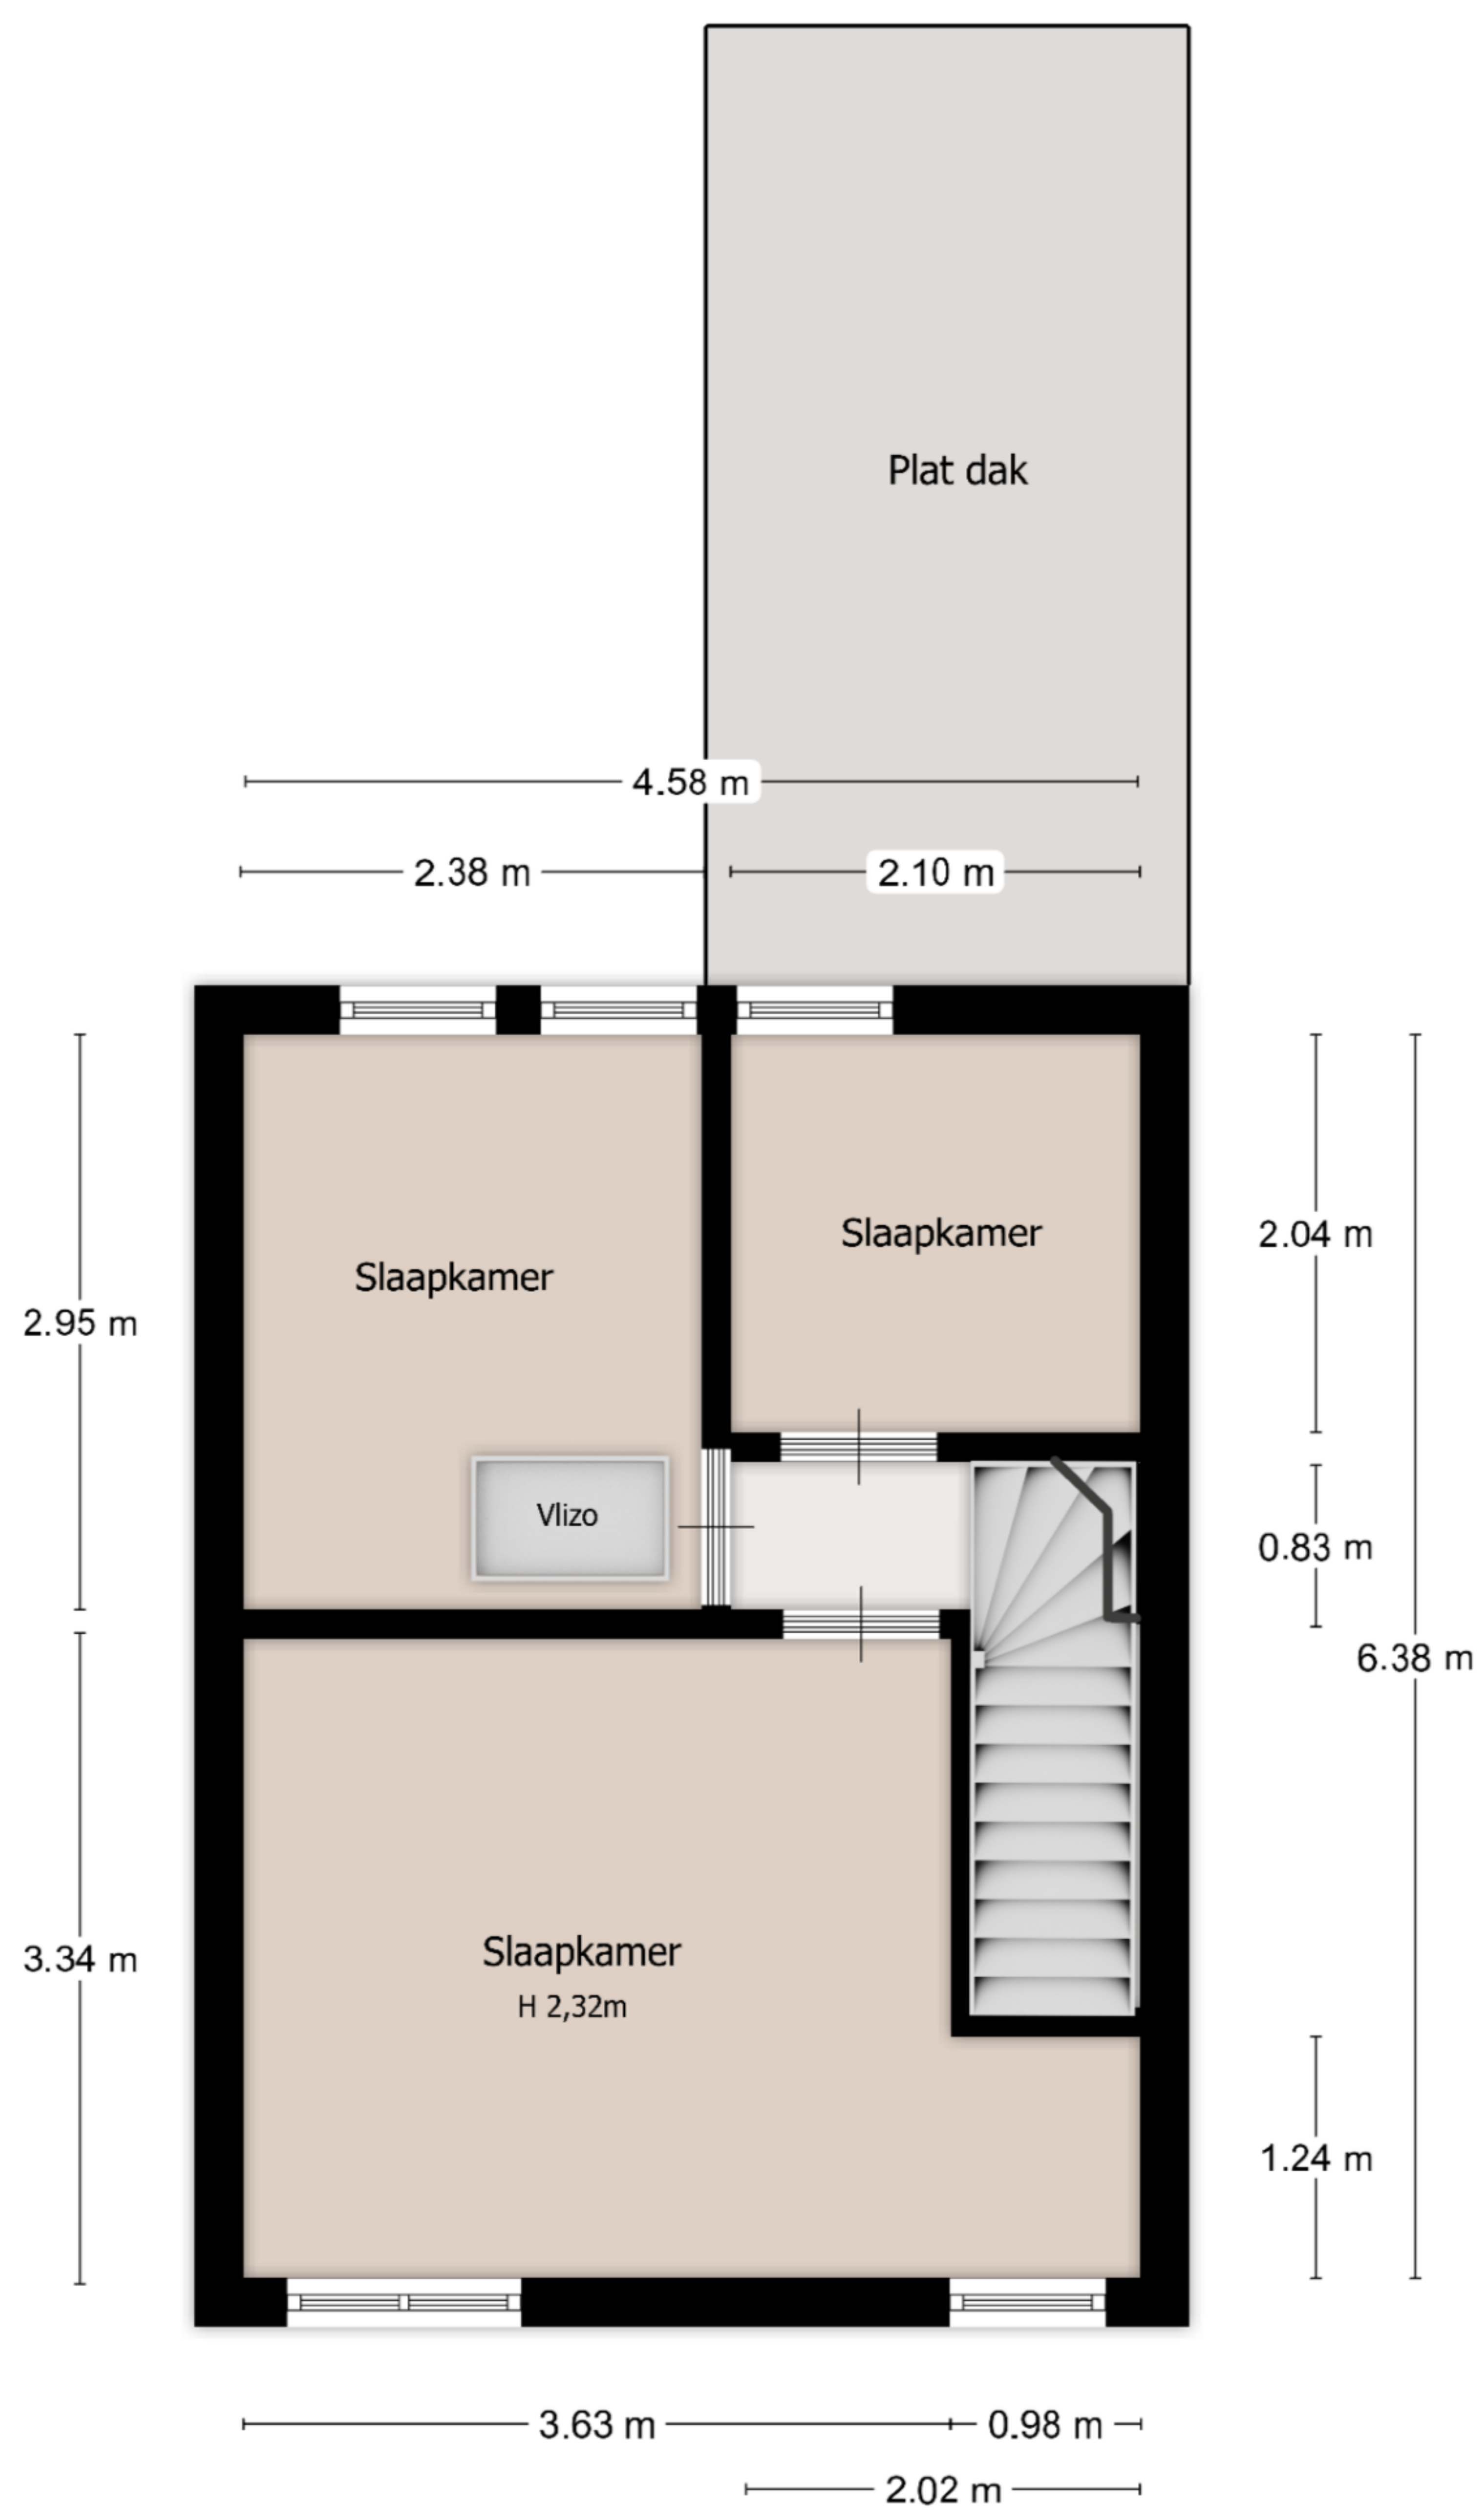 Plat dak
4.58 m
2.38 m
2.10 m
Slaapkamer
Slaapkamer
2.04 m
2.95 m
Vlizo
0.83 m
6.38 m
Slaapkamer
H 2,32m
3.34 m
1.24 m
3.63 m
0.98 m
2.02 m